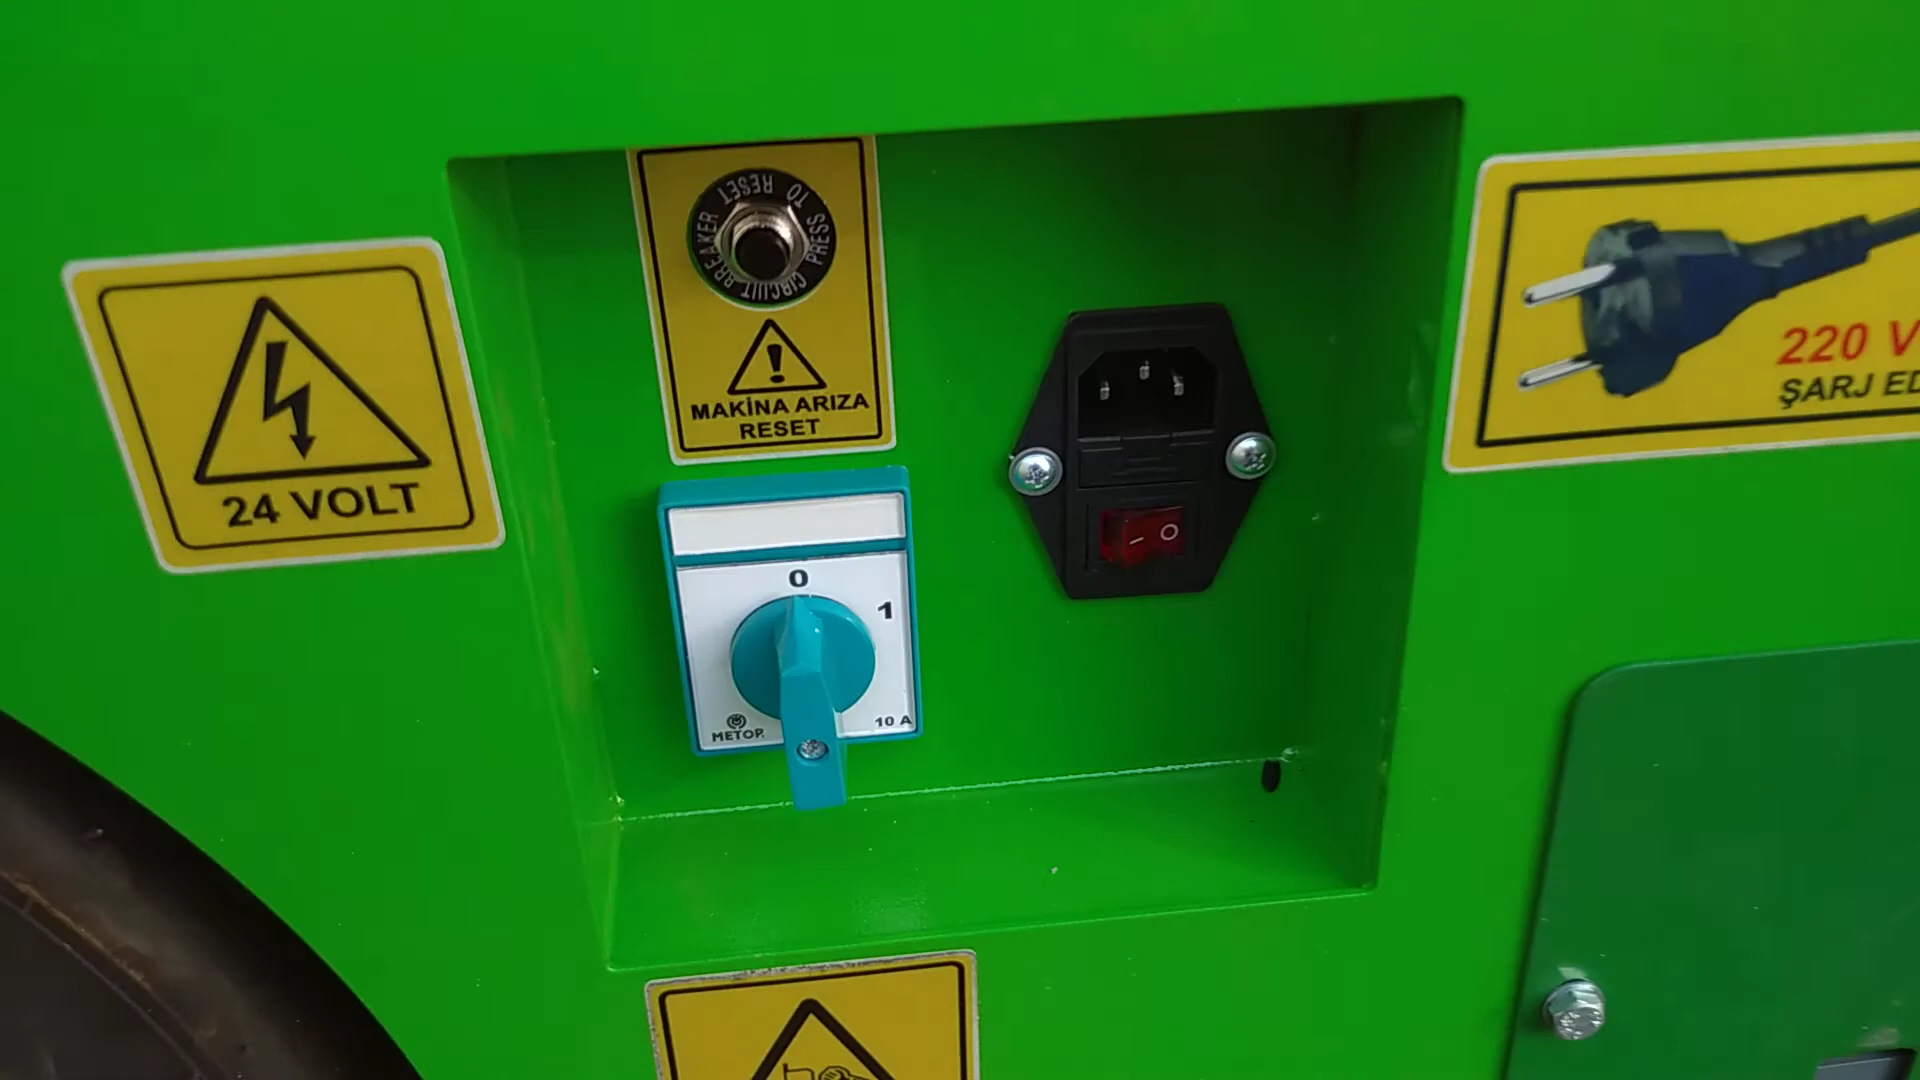 CIRCUIT BREAKER PRESS TO RESET
MAKİNA ARIZA
RESET
24 VOLT
220 V
ŞARJ ED
0
1
METOP
10 A
– O